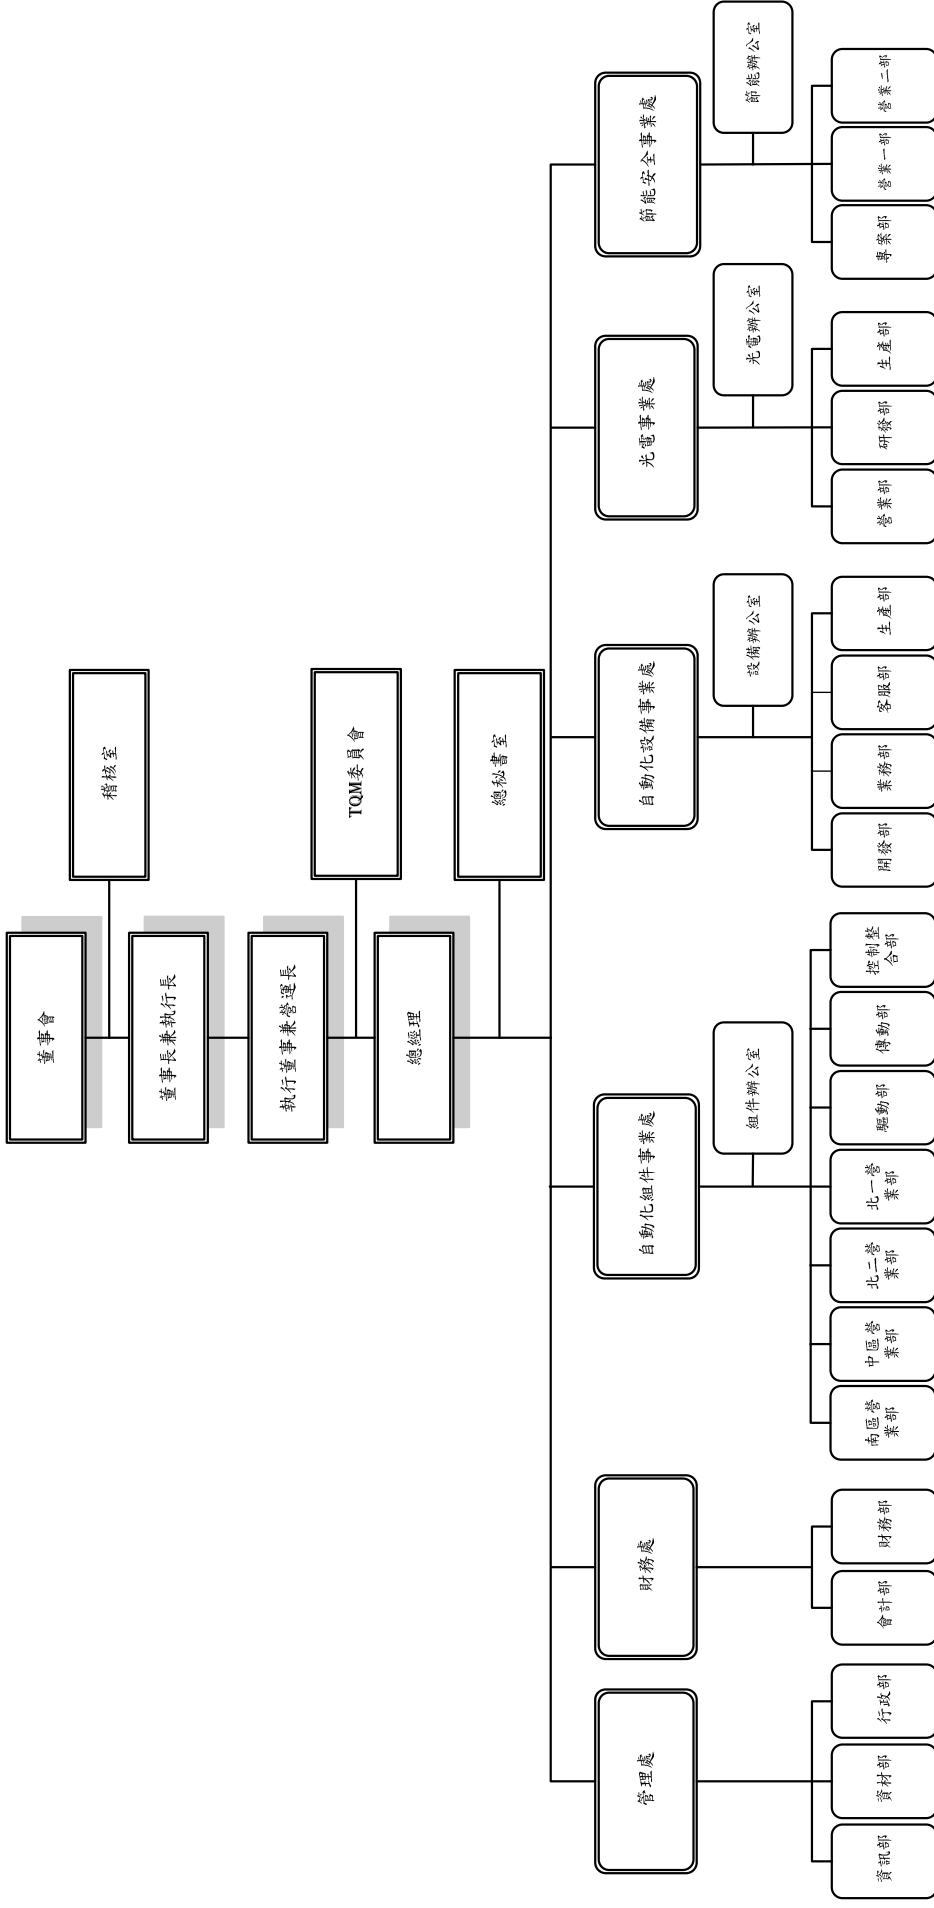 董事會
稽核室
董事長兼執行長
執行董事兼營運長
TQM委員會
總經理
總秘書室
管理處
財務處
自動化組件事業處
自動化設備事業處
光電事業處
節能安全事業處
組件辦公室
設備辦公室
光電辦公室
節能辦公室
資訊部
資材部
行政部
會計部
財務部
南區營
業部
中區營
業部
北二營
業部
北一營
業部
驅動部
傳動部
控制整
合部
開發部
業務部
客服部
生產部
營業部
研發部
生產部
專案部
營業一部
營業二部